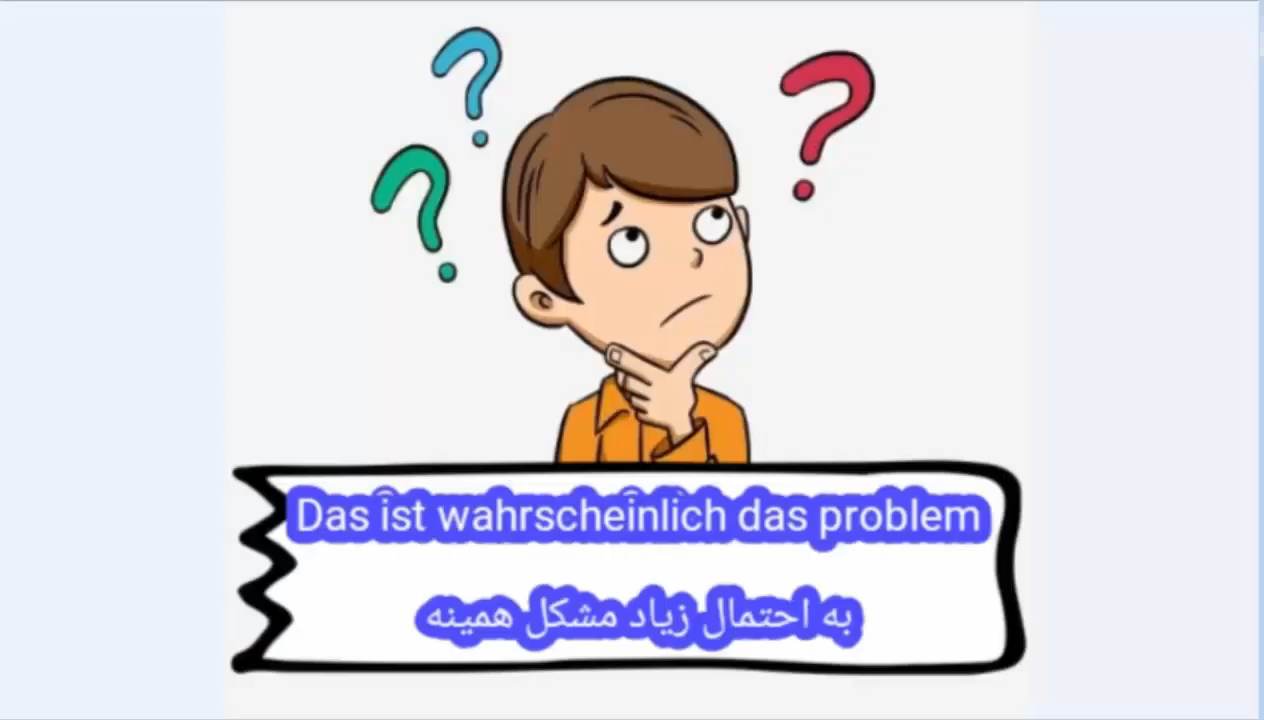 Das ist wahrscheinlich das problem
به احتمال زیاد مشکل همینه